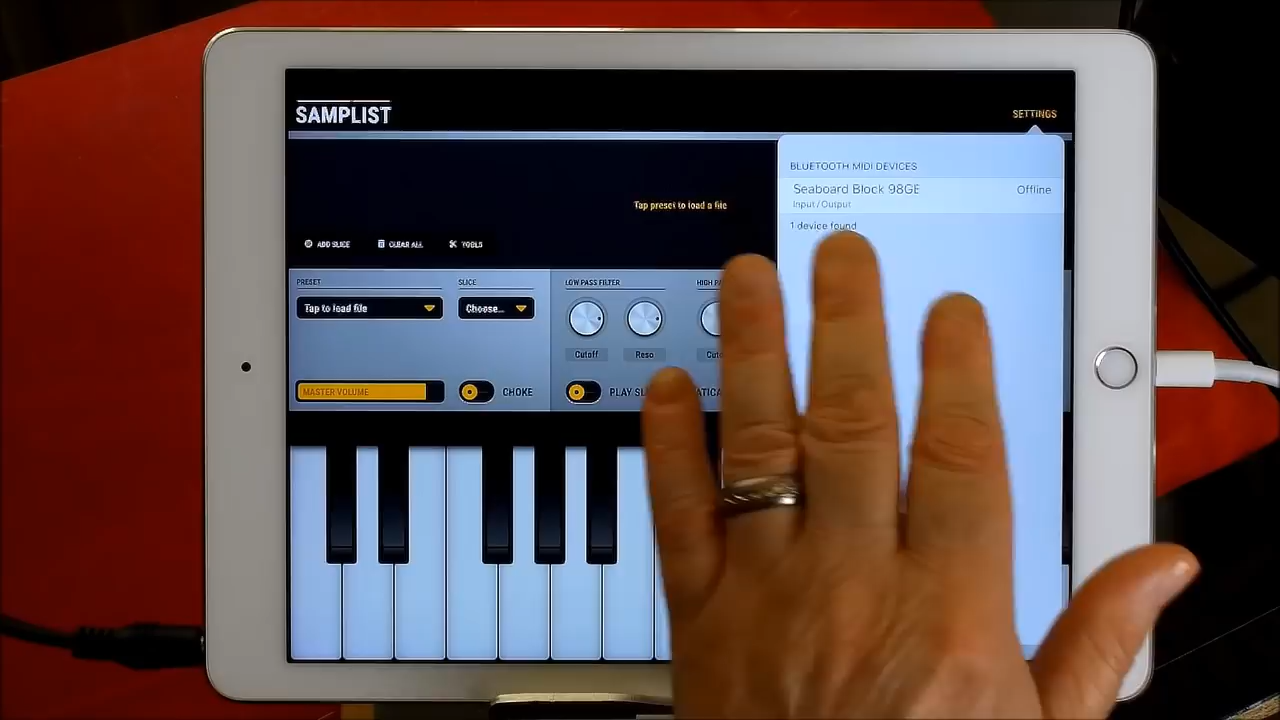 SAMPLIST
SETTINGS
BLUETOOTH MIDI DEVICES
Seaboard Block 98GE
Offline
Input/Output
1 device found
Tap preset to load a file
ADD SLICE
CLEAR ALL
TOOLS
PRESET
SLICE
LOW PASS FILTER
HIGH
Tap to load file
Choose...
Cutoff
Reso
MASTER VOLUME
CHOKE
PLAY